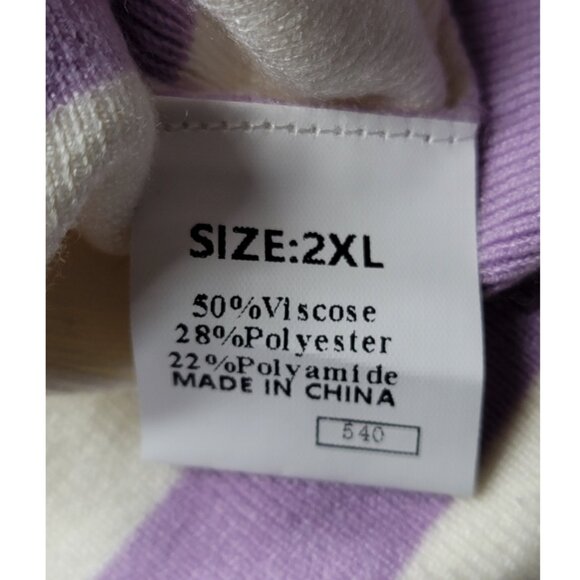 SIZE:2XL
50%Viscose
28%Polyester
22%Polyamide
MADE IN CHINA
540